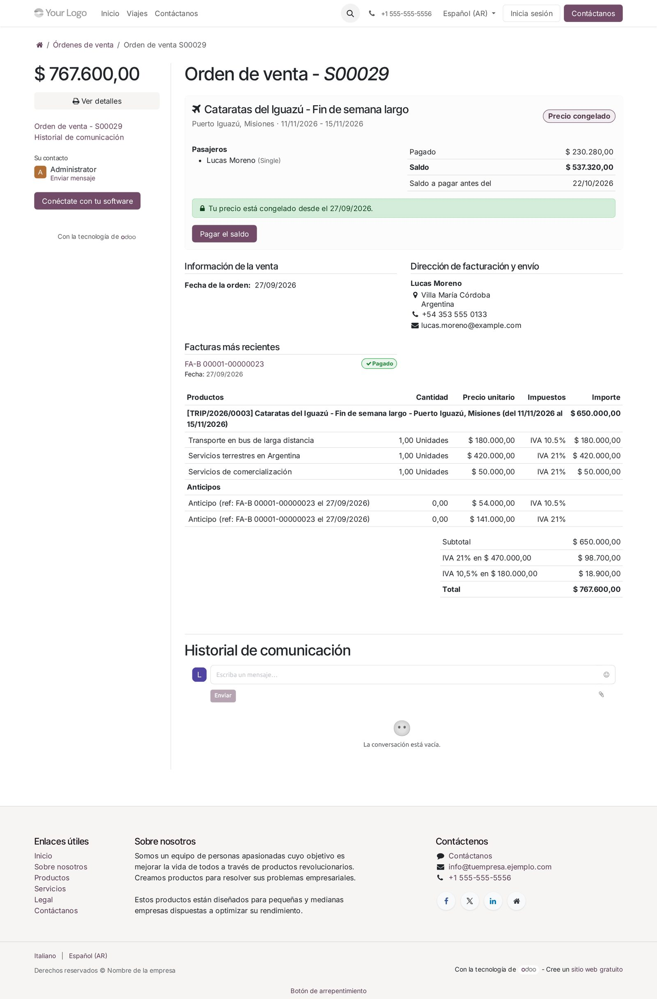 Your Logo
Inicio Viajes Contáctanos
+1 555-555-5556 Español (AR) Inicia sesión Contáctanos
/ Órdenes de venta / Orden de venta S00029
$ 767.600,00
Ver detalles
Orden de venta - S00029
Historial de comunicación
Su contacto
A Administrator
Enviar mensaje
Conéctate con tu software
Con la tecnología de odoo
Orden de venta - S00029
Cataratas del Iguazú - Fin de semana largo
Puerto Iguazú, Misiones · 11/11/2026 - 15/11/2026
Precio congelado
Pasajeros
• Lucas Moreno (Single)
Pagado $ 230.280,00
Saldo $ 537.320,00
Saldo a pagar antes del 22/10/2026
Tu precio está congelado desde el 27/09/2026.
Pagar el saldo
Información de la venta
Fecha de la orden: 27/09/2026
Dirección de facturación y envío
Lucas Moreno
Villa María Córdoba
Argentina
+54 353 555 0133
lucas.moreno@example.com
Facturas más recientes
FA-B 00001-00000023 Pagado
Fecha: 27/09/2026
Productos Cantidad Precio unitario Impuestos Importe
[TRIP/2026/0003] Cataratas del Iguazú - Fin de semana largo - Puerto Iguazú, Misiones (del 11/11/2026 al $ 650.000,00
15/11/2026)
Transporte en bus de larga distancia 1,00 Unidades $ 180.000,00 IVA 10.5% $ 180.000,00
Servicios terrestres en Argentina 1,00 Unidades $ 420.000,00 IVA 21% $ 420.000,00
Servicios de comercialización 1,00 Unidades $ 50.000,00 IVA 21% $ 50.000,00
Anticipos
Anticipo (ref: FA-B 00001-00000023 el 27/09/2026) 0,00 $ 54.000,00 IVA 10.5%
Anticipo (ref: FA-B 00001-00000023 el 27/09/2026) 0,00 $ 141.000,00 IVA 21%
Subtotal $ 650.000,00
IVA 21% en $ 470.000,00 $ 98.700,00
IVA 10,5% en $ 180.000,00 $ 18.900,00
Total $ 767.600,00
Historial de comunicación
L Escriba un mensaje…
Enviar
La conversación está vacía.
Enlaces útiles
Inicio
Sobre nosotros
Productos
Servicios
Legal
Contáctanos
Sobre nosotros
Somos un equipo de personas apasionadas cuyo objetivo es
mejorar la vida de todos a través de productos revolucionarios.
Creamos productos para resolver sus problemas empresariales.
Estos productos están diseñados para pequeñas y medianas
empresas dispuestas a optimizar su rendimiento.
Contáctenos
Contáctanos
info@tuempresa.ejemplo.com
+1 555-555-5556
Italiano | Español (AR)
Derechos reservados © Nombre de la empresa
Con la tecnología de odoo - Cree un sitio web gratuito
Botón de arrepentimiento